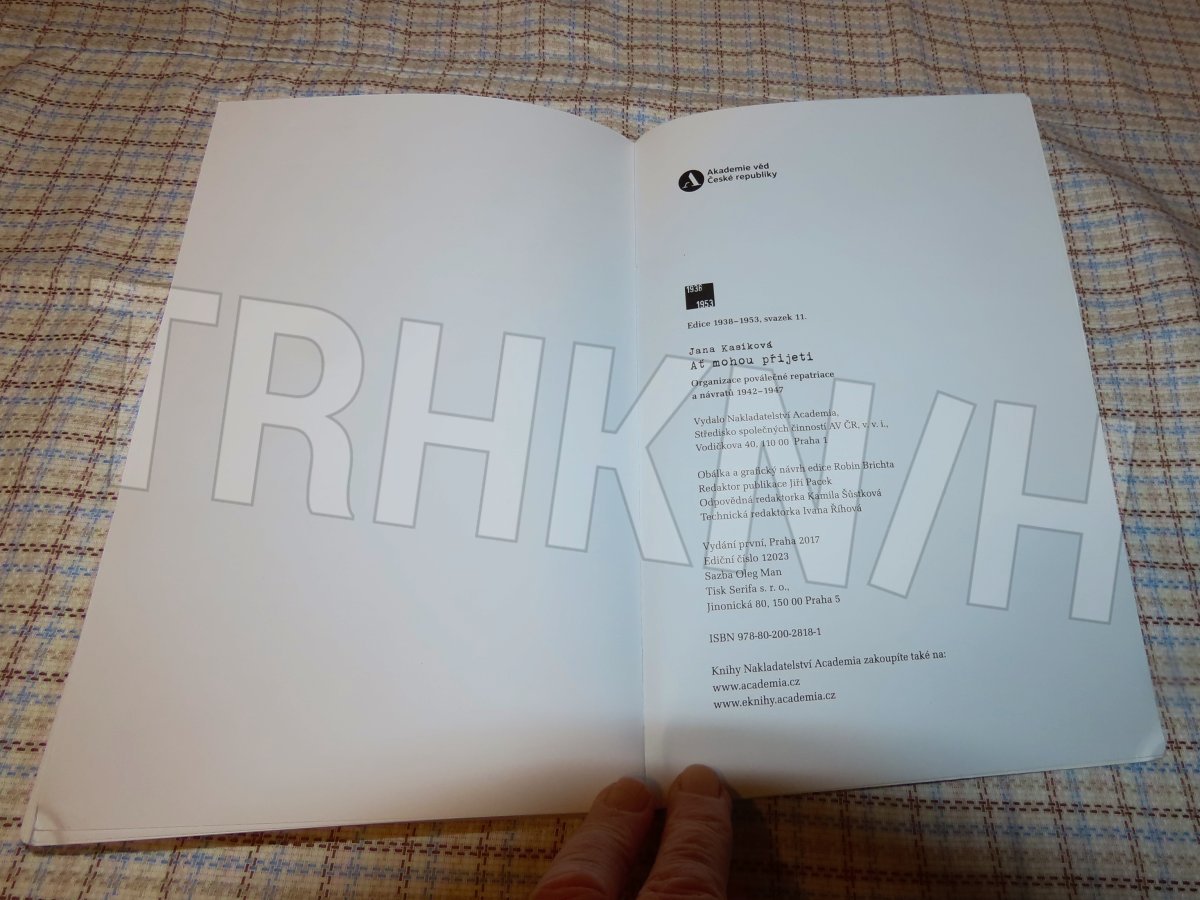 Akademie věd
České republiky
1938
1953
Edice 1938–1953, svazek 11.
Jana Kasíková
Ať mohou přijeti
Organizace poválečné repatriace
a návratů 1942–1947
Vydalo Nakladatelství Academia,
Středisko společných činností AV ČR, v. v. i.,
Vodičkova 40, 110 00 Praha 1
Obálka a grafický návrh edice Robin Brichta
Redaktor publikace Jiří Pacek
Odpovědná redaktorka Kamila Šůstková
Technická redaktorka Ivana Říhová
Vydání první, Praha 2017
Ediční číslo 12023
Sazba Oleg Man
Tisk Serifa s. r. o.,
Jinonická 80, 150 00 Praha 5
ISBN 978-80-200-2818-1
Knihy Nakladatelství Academia zakoupíte také na:
www.academia.cz
www.eknihy.academia.cz
TRHKNIH